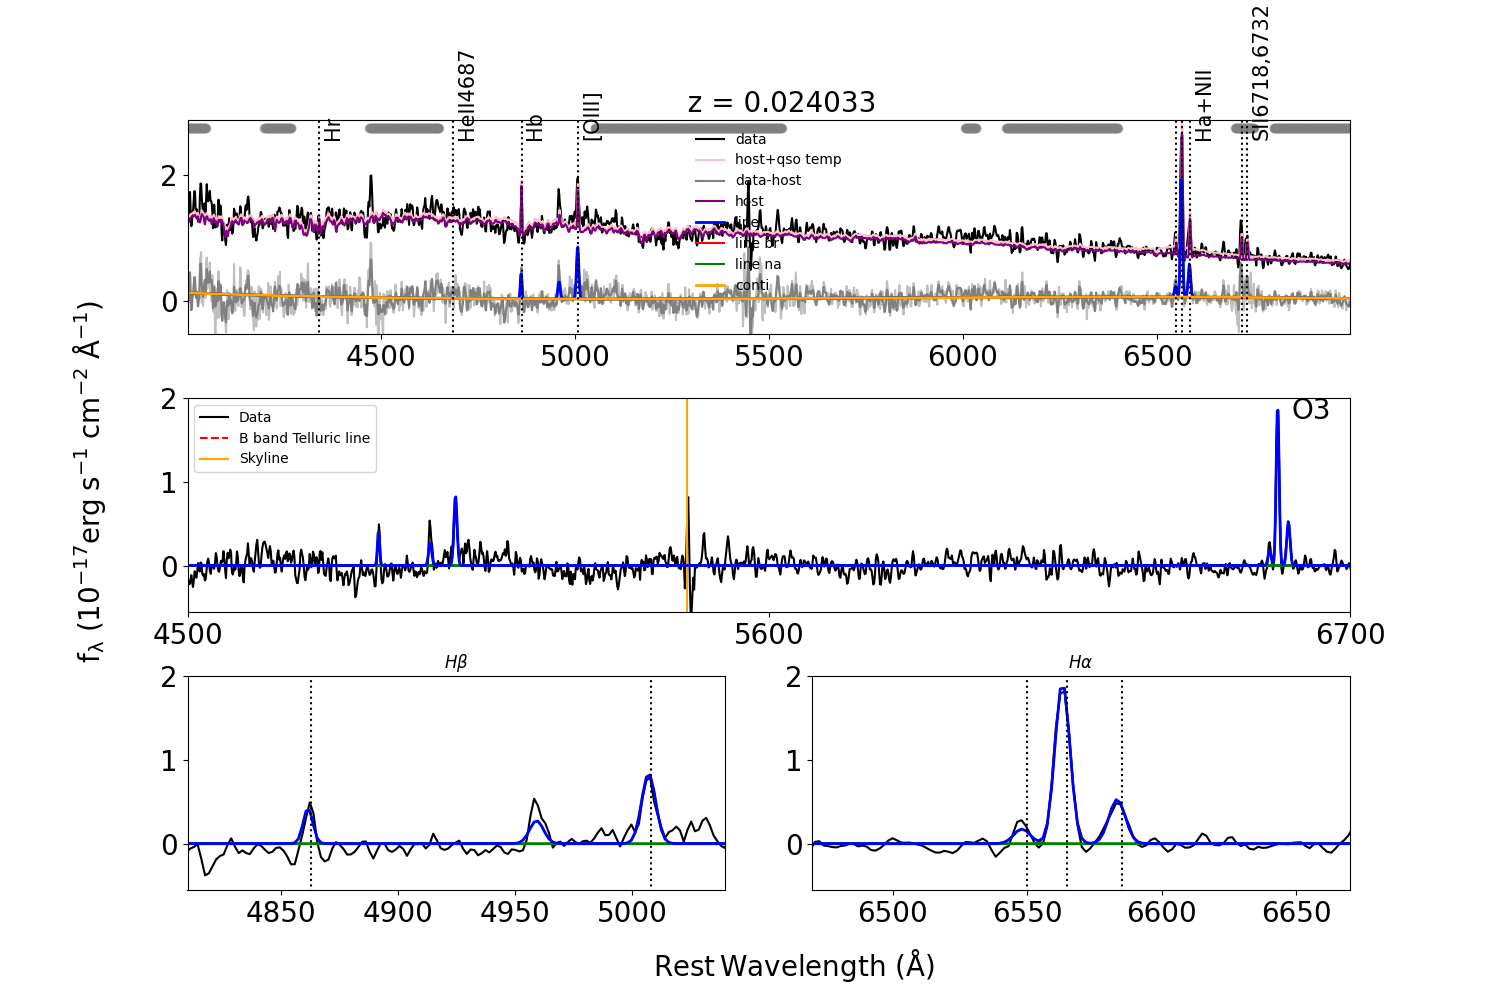 z = 0.024033
Hr
HeII4687
Hb
[OIII]
Ha+NII
SII6718,6732
data
host+qso temp
data-host
host
line
line br
line na
conti
2
0
4500
5000
5500
6000
6500
f_λ (10^−17 erg s^−1 cm^−2 Å^−1)
Data
B band Telluric line
Skyline
O3
2
1
0
4500
5600
6700
Hβ
2
1
0
4850
4900
4950
5000
Hα
2
1
0
6500
6550
6600
6650
Rest Wavelength (Å)